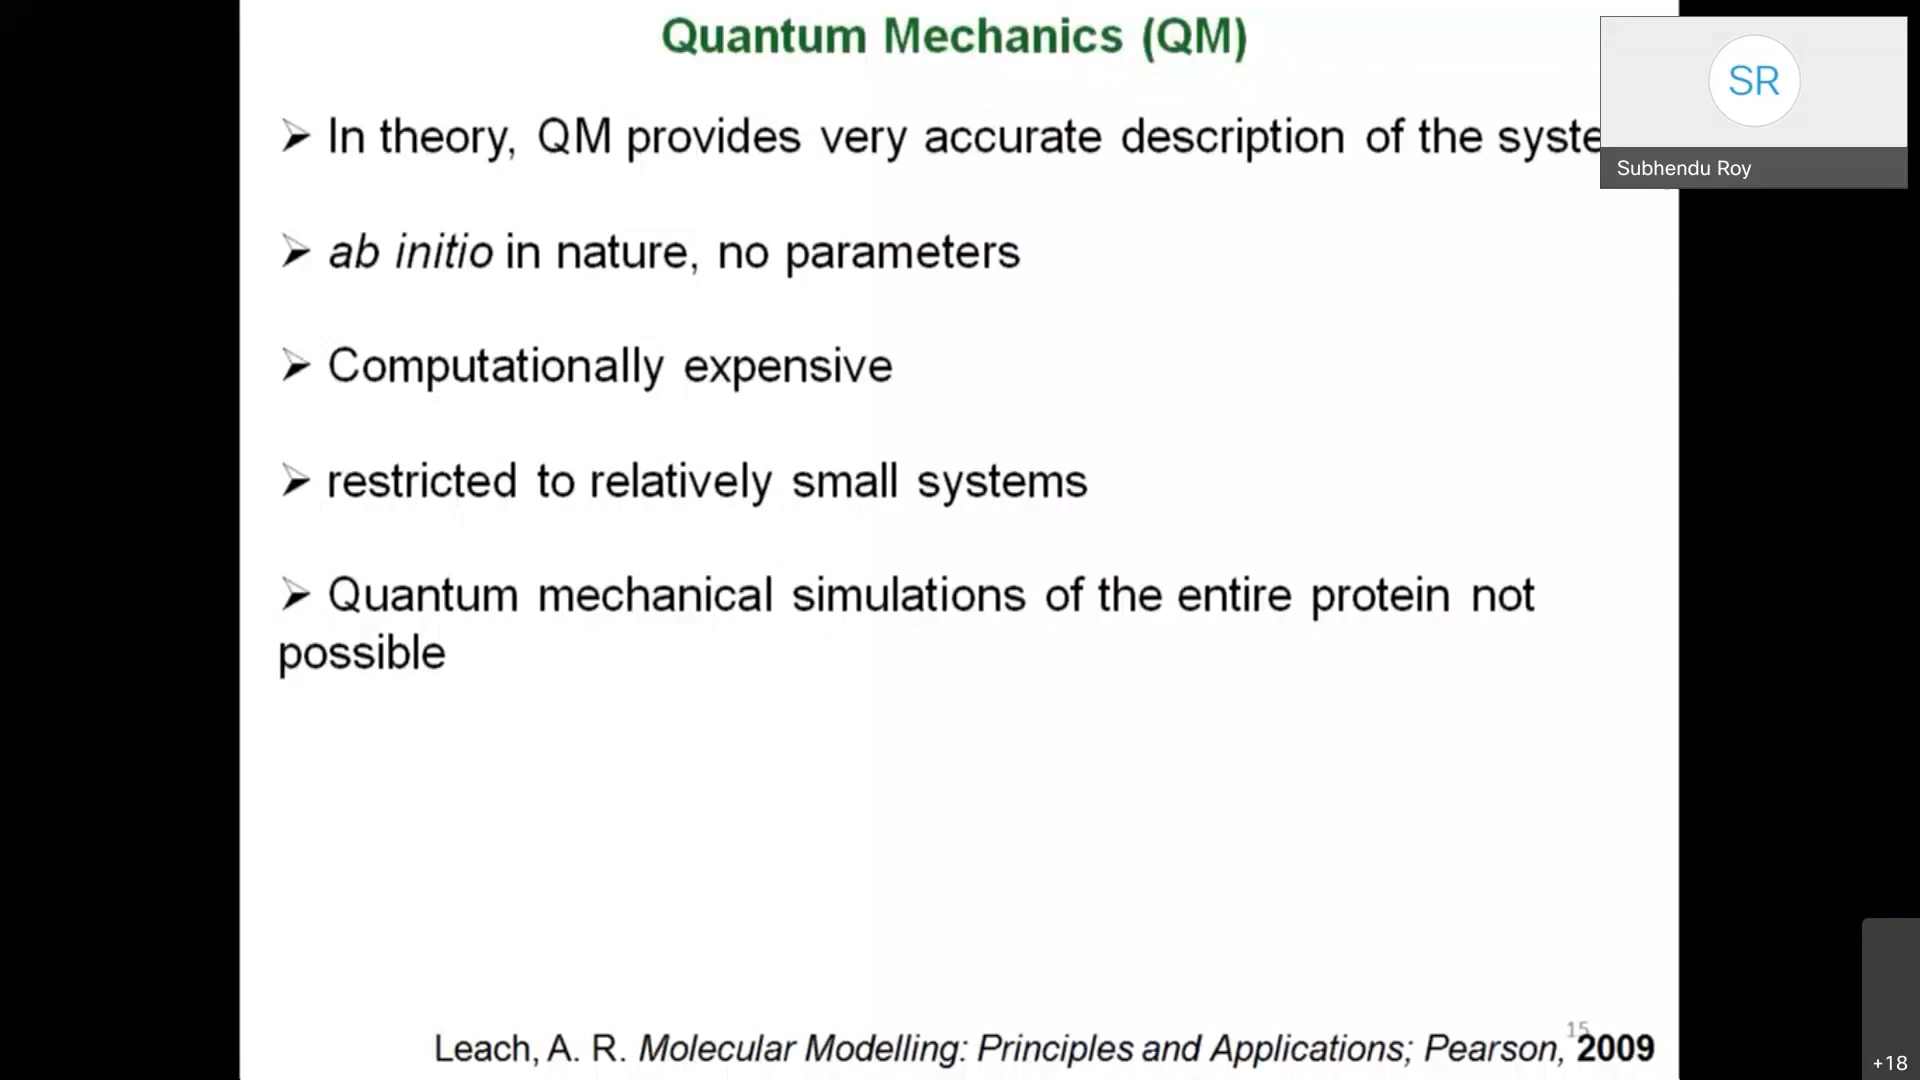 Quantum Mechanics (QM)
SR
Subhendu Roy
➢ In theory, QM provides very accurate description of the syste
➢ ab initio in nature, no parameters
➢ Computationally expensive
➢ restricted to relatively small systems
➢ Quantum mechanical simulations of the entire protein not
possible
15
Leach, A. R. Molecular Modelling: Principles and Applications; Pearson, 2009
+18